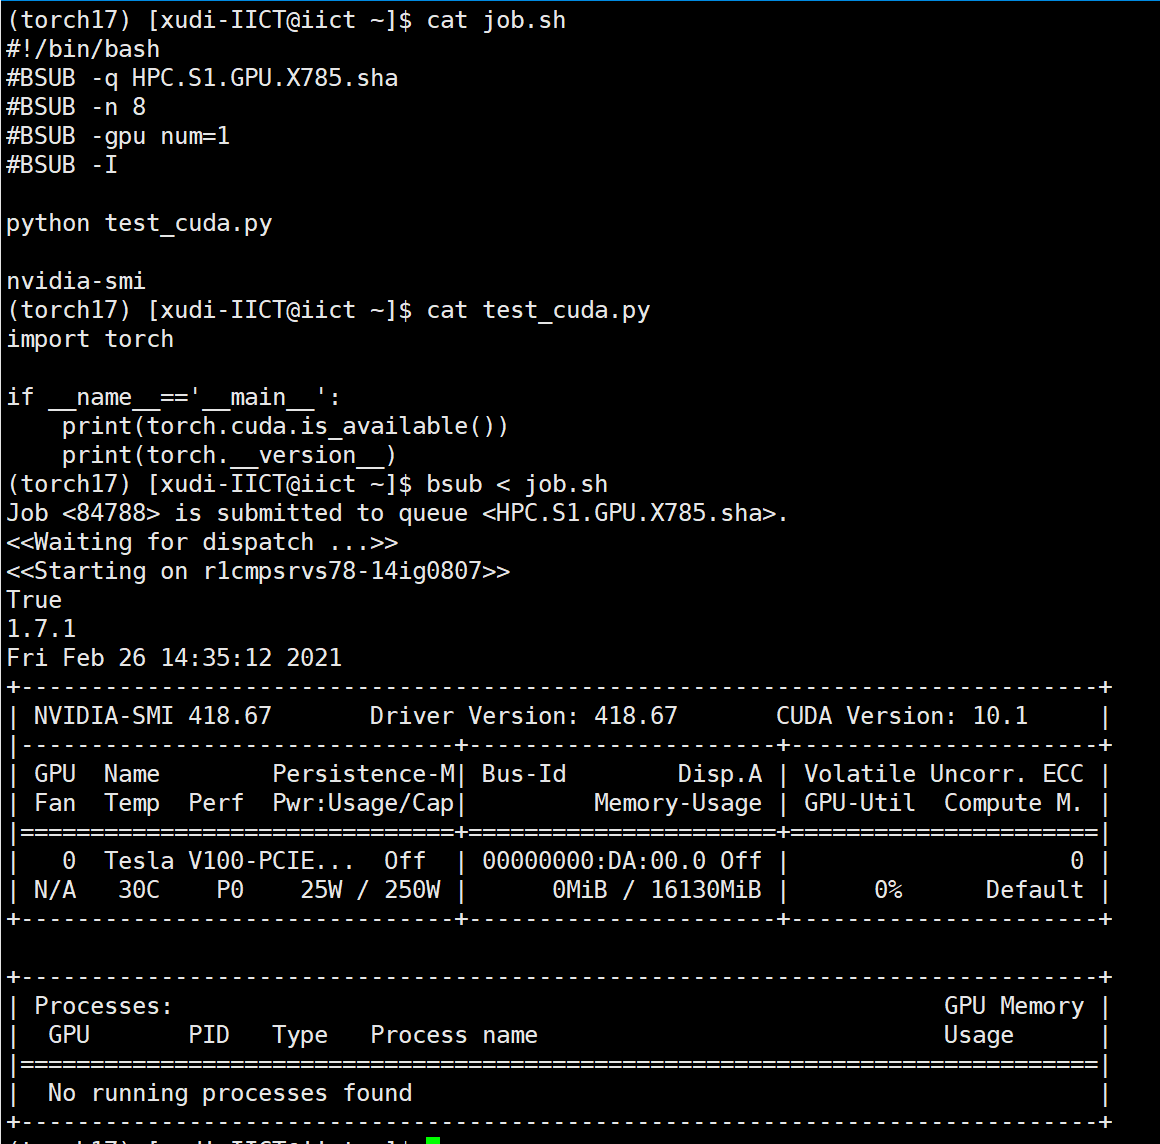 (torch17) [xudi-IICT@iict ~]$ cat job.sh
#!/bin/bash
#BSUB -q HPC.S1.GPU.X785.sha
#BSUB -n 8
#BSUB -gpu num=1
#BSUB -I
python test_cuda.py
nvidia-smi
(torch17) [xudi-IICT@iict ~]$ cat test_cuda.py
import torch
if __name__=='__main__':
    print(torch.cuda.is_available())
    print(torch.__version__)
(torch17) [xudi-IICT@iict ~]$ bsub < job.sh
Job <84788> is submitted to queue <HPC.S1.GPU.X785.sha>.
<<Waiting for dispatch ...>>
<<Starting on r1cmpsrvs78-14ig0807>>
True
1.7.1
Fri Feb 26 14:35:12 2021
+-----------------------------------------------------------------------------+
| NVIDIA-SMI 418.67       Driver Version: 418.67       CUDA Version: 10.1     |
|-------------------------------+----------------------+----------------------+
| GPU  Name        Persistence-M| Bus-Id        Disp.A | Volatile Uncorr. ECC |
| Fan  Temp  Perf  Pwr:Usage/Cap|         Memory-Usage | GPU-Util  Compute M. |
|===============================+======================+======================|
|   0  Tesla V100-PCIE...  Off  | 00000000:DA:00.0 Off |                    0 |
| N/A   30C    P0    25W / 250W |      0MiB / 16130MiB |      0%      Default |
+-------------------------------+----------------------+----------------------+
+-----------------------------------------------------------------------------+
| Processes:                                                       GPU Memory |
|  GPU       PID   Type   Process name                             Usage      |
|=============================================================================|
|  No running processes found                                                 |
+-----------------------------------------------------------------------------+